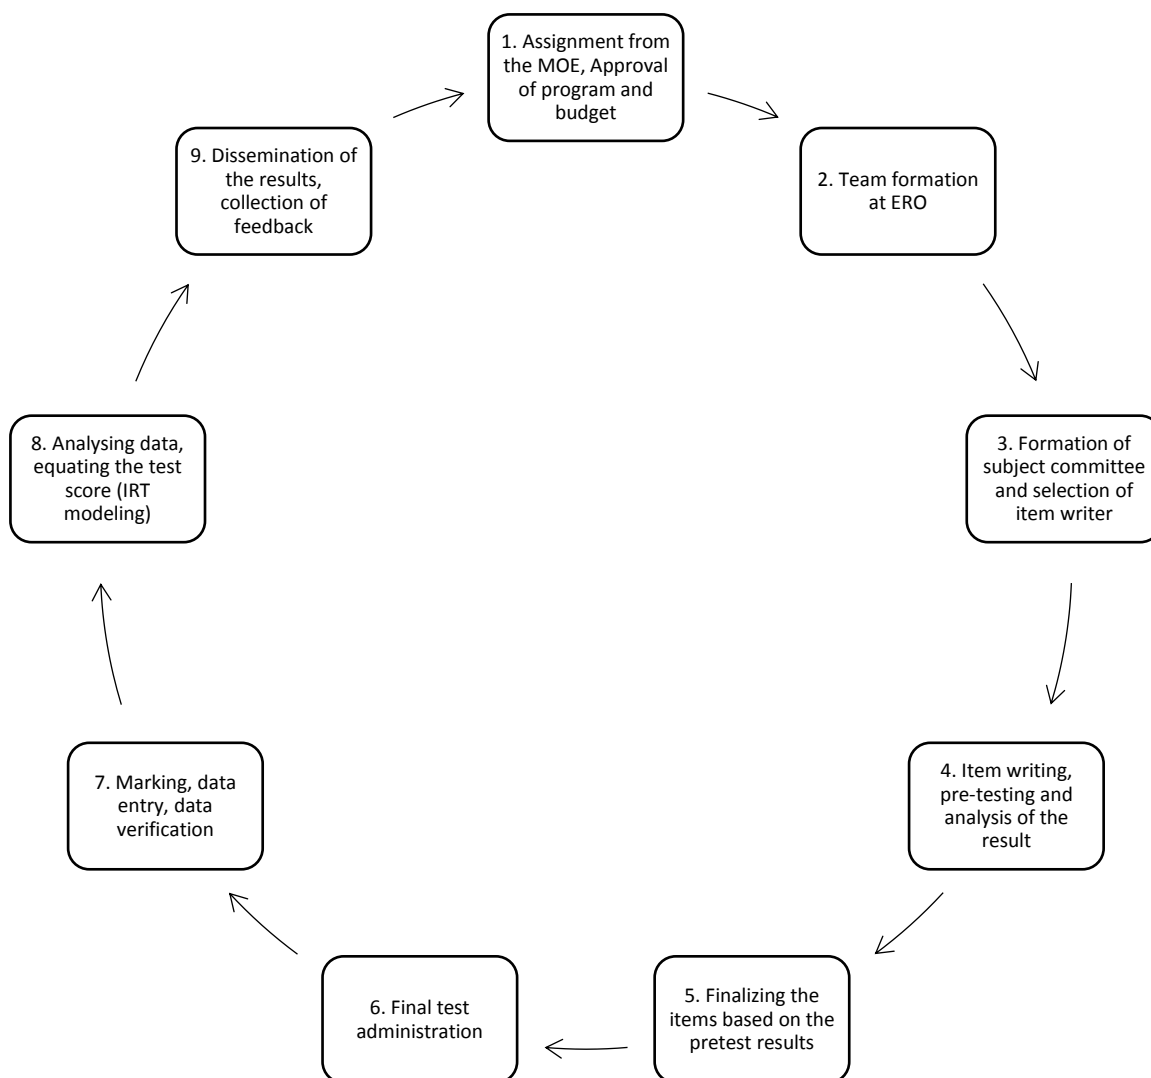 1. Assignment from
the MOE, Approval
of program and
budget
2. Team formation
at ERO
3. Formation of
subject committee
and selection of
item writer
4. Item writing,
pre-testing and
analysis of the
result
5. Finalizing the
items based on the
pretest results
6. Final test
administration
7. Marking, data
entry, data
verification
8. Analysing data,
equating the test
score (IRT
modeling)
9. Dissemination of
the results,
collection of
feedback